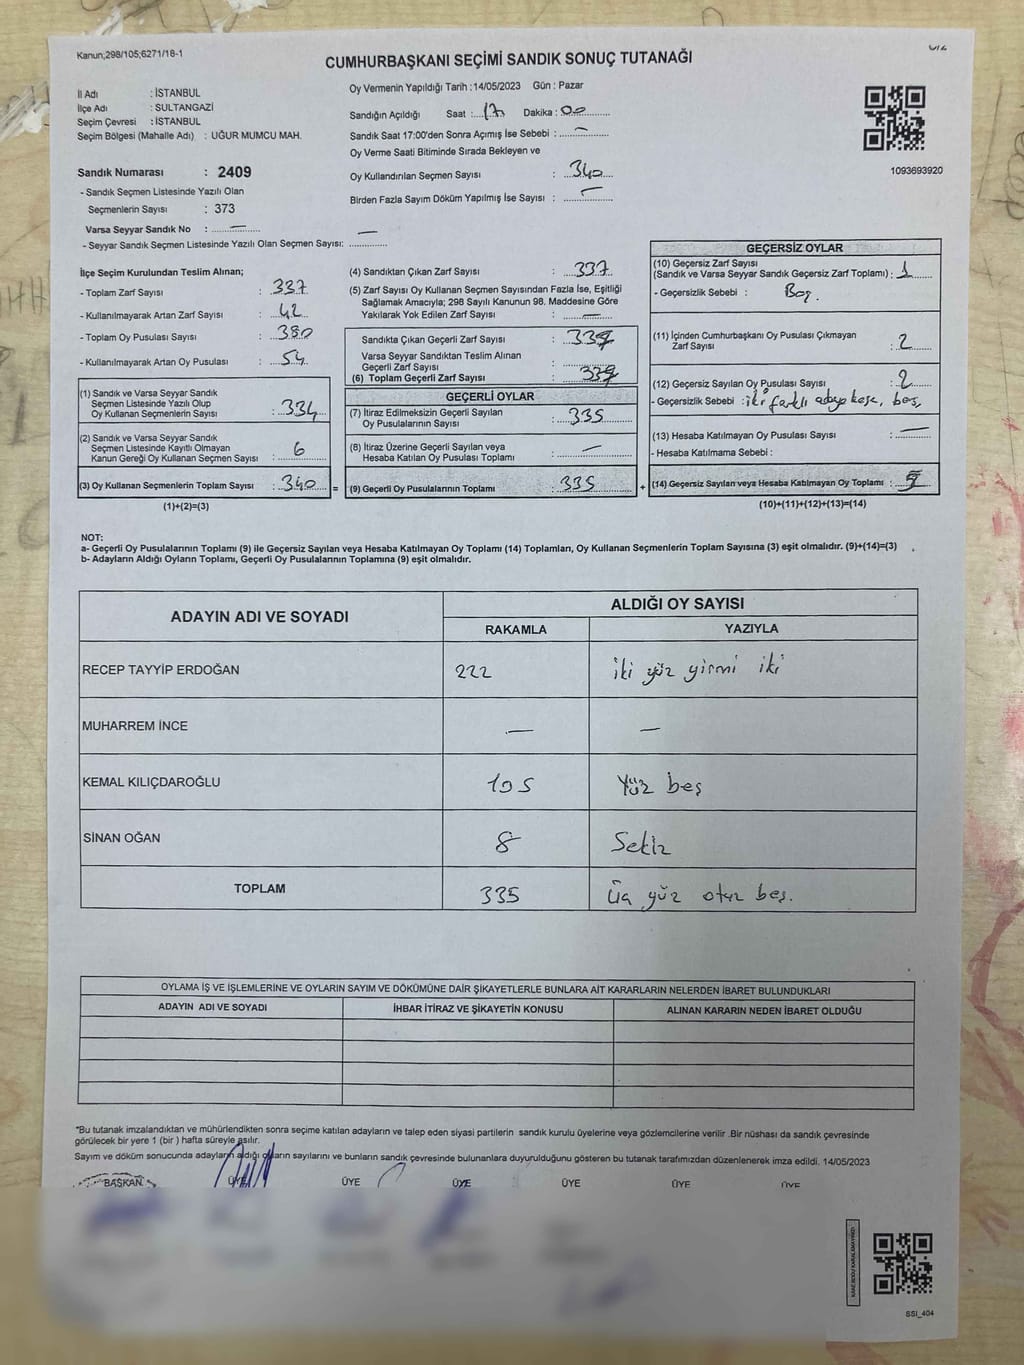 Kanun;298/105;6271/18-1
CUMHURBAŞKANI SEÇİMİ SANDIK SONUÇ TUTANAĞI
İl Adı : İSTANBUL
İlçe Adı : SULTANGAZİ
Seçim Çevresi : İSTANBUL
Seçim Bölgesi (Mahalle Adı) : UĞUR MUMCU MAH.
Sandık Numarası : 2409
- Sandık Seçmen Listesinde Yazılı Olan
Seçmenlerin Sayısı : 373
Varsa Seyyar Sandık No : —
- Seyyar Sandık Seçmen Listesinde Yazılı Olan Seçmen Sayısı: —
Oy Vermenin Yapıldığı Tarih :14/05/2023 Gün : Pazar
Sandığın Açıldığı Saat : 17 Dakika : 00
Sandık Saat 17:00'den Sonra Açımış İse Sebebi : —
Oy Verme Saati Bitiminde Sırada Bekleyen ve
Oy Kullandırılan Seçmen Sayısı : 340
Birden Fazla Sayım Döküm Yapılmış İse Sayısı : —
1093693920
İlçe Seçim Kurulundan Teslim Alınan;
- Toplam Zarf Sayısı : 337
- Kullanılmayarak Artan Zarf Sayısı : 42
- Toplam Oy Pusulası Sayısı : 380
- Kullanılmayarak Artan Oy Pusulası : 54
(1) Sandık ve Varsa Seyyar Sandık
Seçmen Listesinde Yazılı Olup
Oy Kullanan Seçmenlerin Sayısı : 334
(2) Sandık ve Varsa Seyyar Sandık
Seçmen Listesinde Kayıtlı Olmayan
Kanun Gereği Oy Kullanan Seçmen Sayısı : 6
(3) Oy Kullanan Seçmenlerin Toplam Sayısı : 340 =
(1)+(2)=(3)
(4) Sandıktan Çıkan Zarf Sayısı : 337
(5) Zarf Sayısı Oy Kullanan Seçmen Sayısından Fazla İse, Eşitliği
Sağlamak Amacıyla; 298 Sayılı Kanunun 98. Maddesine Göre
Yakılarak Yok Edilen Zarf Sayısı : —
Sandıkta Çıkan Geçerli Zarf Sayısı :
Varsa Seyyar Sandıktan Teslim Alınan
Geçerli Zarf Sayısı :
(6) Toplam Geçerli Zarf Sayısı :
GEÇERLİ OYLAR
(7) İtiraz Edilmeksizin Geçerli Sayılan
Oy Pusulalarının Sayısı : 335
(8) İtiraz Üzerine Geçerli Sayılan veya
Hesaba Katılan Oy Pusulası Toplamı : —
(9) Geçerli Oy Pusulalarının Toplamı : 335 +
GEÇERSİZ OYLAR
(10) Geçersiz Zarf Sayısı
(Sandık ve Varsa Seyyar Sandık Geçersiz Zarf Toplamı) : 1
- Geçersizlik Sebebi : Boş.
(11) İçinden Cumhurbaşkanı Oy Pusulası Çıkmayan
Zarf Sayısı : 2
(12) Geçersiz Sayılan Oy Pusulası Sayısı : 2
- Geçersizlik Sebebi : iki farklı adaya kaşe, boş,
(13) Hesaba Katılmayan Oy Pusulası Sayısı : —
- Hesaba Katılmama Sebebi :
(14) Geçersiz Sayılan veya Hesaba Katılmayan Oy Toplamı :
(10)+(11)+(12)+(13)=(14)
NOT:
a- Geçerli Oy Pusulalarının Toplamı (9) ile Geçersiz Sayılan veya Hesaba Katılmayan Oy Toplamı (14) Toplamları, Oy Kullanan Seçmenlerin Toplam Sayısına (3) eşit olmalıdır. (9)+(14)=(3)
b- Adayların Aldığı Oyların Toplamı, Geçerli Oy Pusulalarının Toplamına (9) eşit olmalıdır.
ADAYIN ADI VE SOYADI ALDIĞI OY SAYISI
RAKAMLA YAZIYLA
RECEP TAYYİP ERDOĞAN 222 iki yüz yirmi iki
MUHARREM İNCE — —
KEMAL KILIÇDAROĞLU 105 Yüz beş
SİNAN OĞAN 8 Sekiz
TOPLAM 335 Üç yüz otuz beş.
OYLAMA İŞ VE İŞLEMLERİNE VE OYLARIN SAYIM VE DÖKÜMÜNE DAİR ŞİKAYETLERLE BUNLARA AİT KARARLARIN NELERDEN İBARET BULUNDUKLARI
ADAYIN ADI VE SOYADI İHBAR İTİRAZ VE ŞİKAYETİN KONUSU ALINAN KARARIN NEDEN İBARET OLDUĞU
*Bu tutanak imzalandıktan ve mühürlendikten sonra seçime katılan adayların ve talep eden siyasi partilerin sandık kurulu üyelerine veya gözlemcilerine verilir .Bir nüshası da sandık çevresinde
görülecek bir yere 1 (bir ) hafta süreyle asılır.
Sayım ve döküm sonucunda adayların aldığı oyların sayılarını ve bunların sandık çevresinde bulunanlara duyurulduğunu gösteren bu tutanak tarafımızdan düzenlenerek imza edildi. 14/05/2023
BAŞKAN ÜYE ÜYE ÜYE ÜYE ÜYE ÜYE
SSI_404